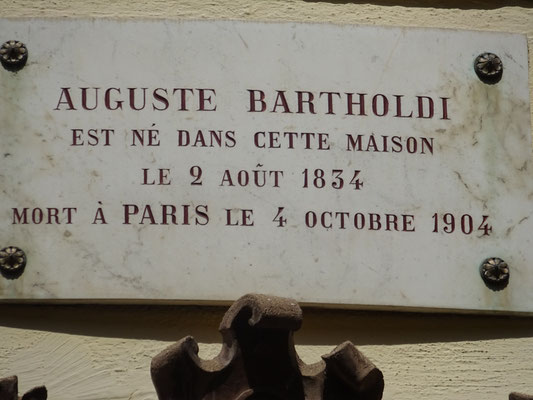 AUGUSTE BARTHOLDI
EST NÉ DANS CETTE MAISON
LE 2 AOÛT 1834
MORT À PARIS LE 4 OCTOBRE 1904